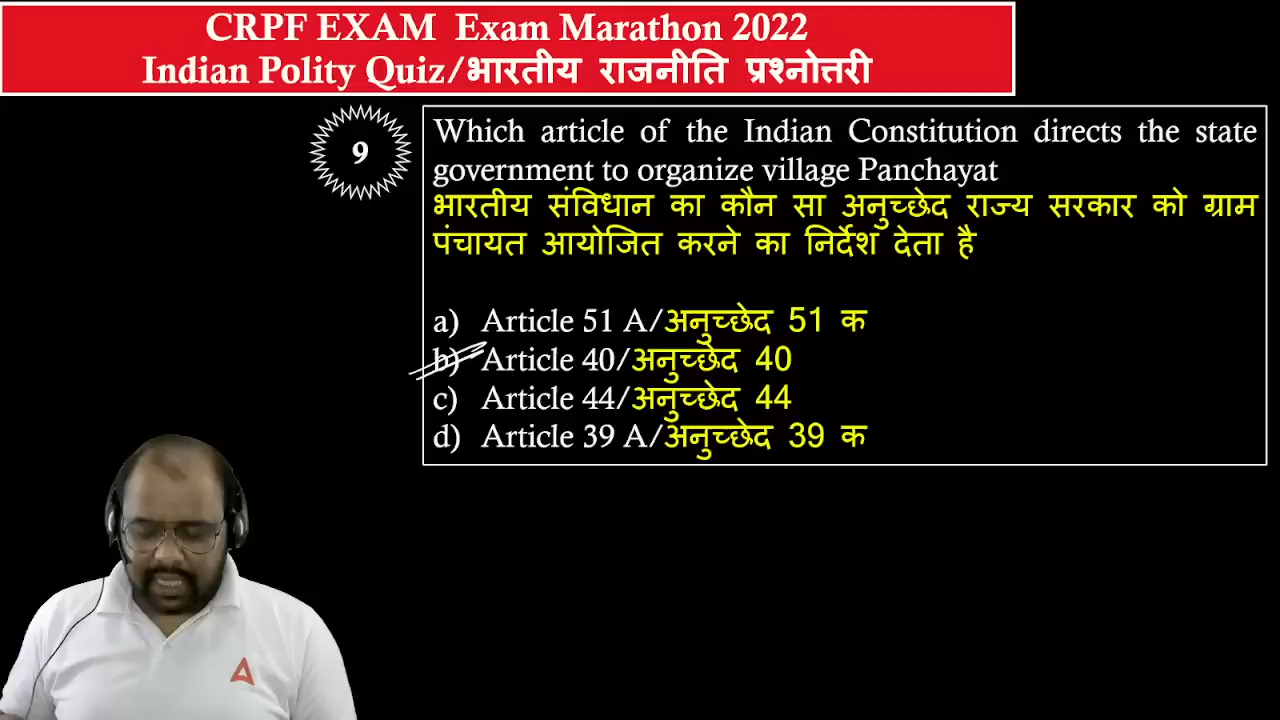 CRPF EXAM Exam Marathon 2022
Indian Polity Quiz/भारतीय राजनीति प्रश्नोत्तरी
9
Which article of the Indian Constitution directs the state
government to organize village Panchayat
भारतीय संविधान का कौन सा अनुच्छेद राज्य सरकार को ग्राम
पंचायत आयोजित करने का निर्देश देता है
a) Article 51 A/अनुच्छेद 51 क
b) Article 40/अनुच्छेद 40
c) Article 44/अनुच्छेद 44
d) Article 39 A/अनुच्छेद 39 क